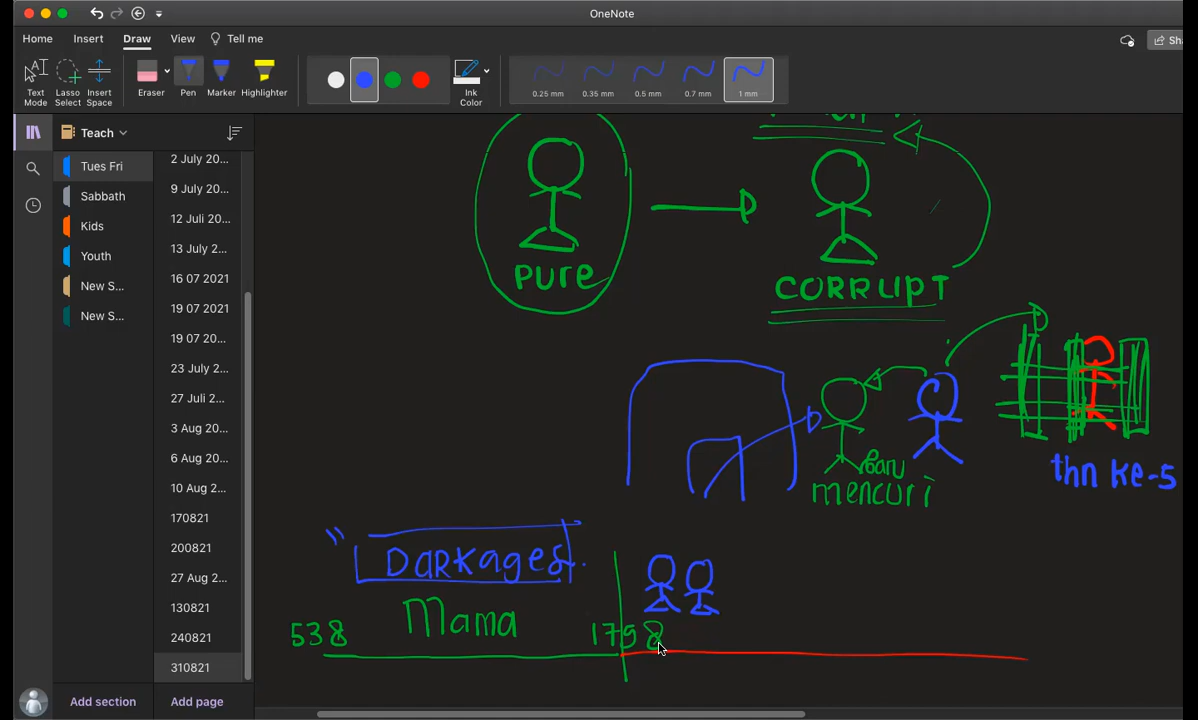 OneNote
Home Insert Draw View Tell me
Sha
Text Mode
Lasso Select
Insert Space
Eraser
Pen
Marker
Highlighter
Ink Color
0.25 mm
0.35 mm
0.5 mm
0.7 mm
1 mm
Teach
Tues Fri
Sabbath
Kids
Youth
New S...
New S...
2 July 20...
9 July 20...
12 Juli 20...
13 July 2...
16 07 2021
19 07 2021
19 07 20...
23 July 2...
27 Juli 2...
3 Aug 20...
6 Aug 20...
10 Aug 2...
170821
200821
27 Aug 2...
130821
240821
310821
Add section
Add page
pure
CORRUPT
baru
mencuri
thn ke-5
" Darkages.
Mama
538
1798